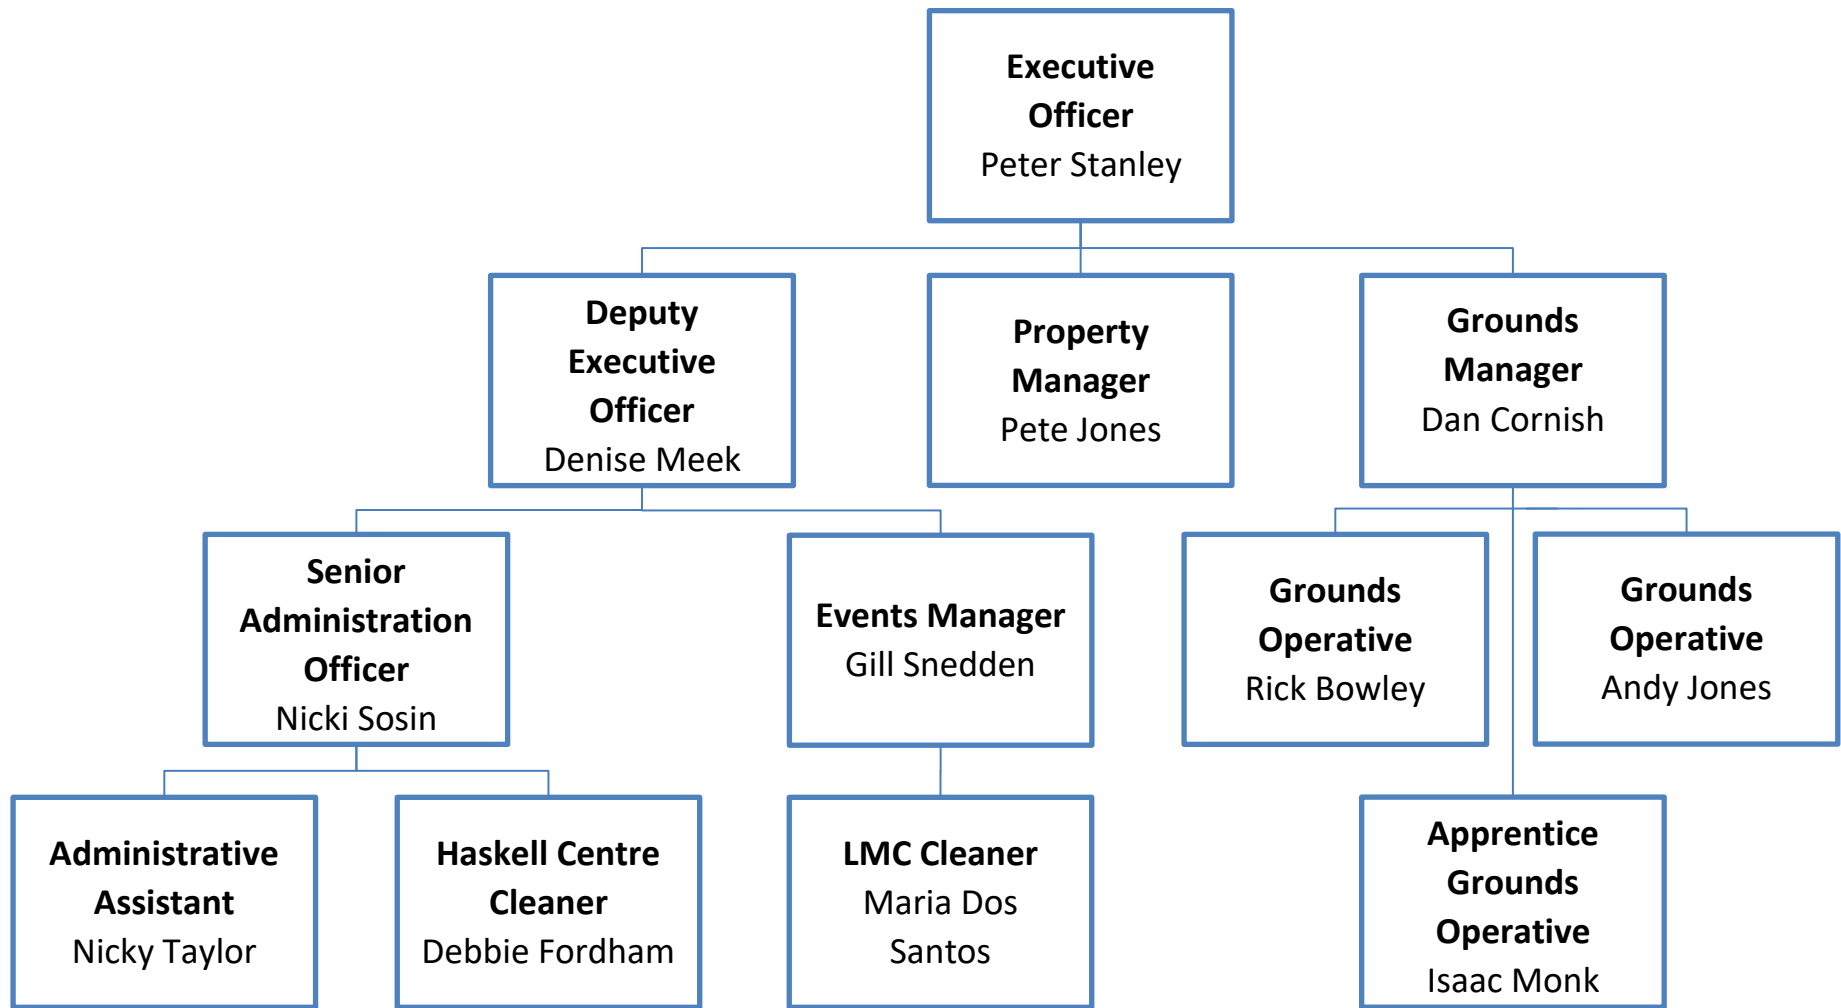 Executive
Officer
Peter Stanley
Deputy
Executive
Officer
Denise Meek
Property
Manager
Pete Jones
Grounds
Manager
Dan Cornish
Senior
Administration
Officer
Nicki Sosin
Events Manager
Gill Snedden
Grounds
Operative
Rick Bowley
Grounds
Operative
Andy Jones
Administrative
Assistant
Nicky Taylor
Haskell Centre
Cleaner
Debbie Fordham
LMC Cleaner
Maria Dos
Santos
Apprentice
Grounds
Operative
Isaac Monk